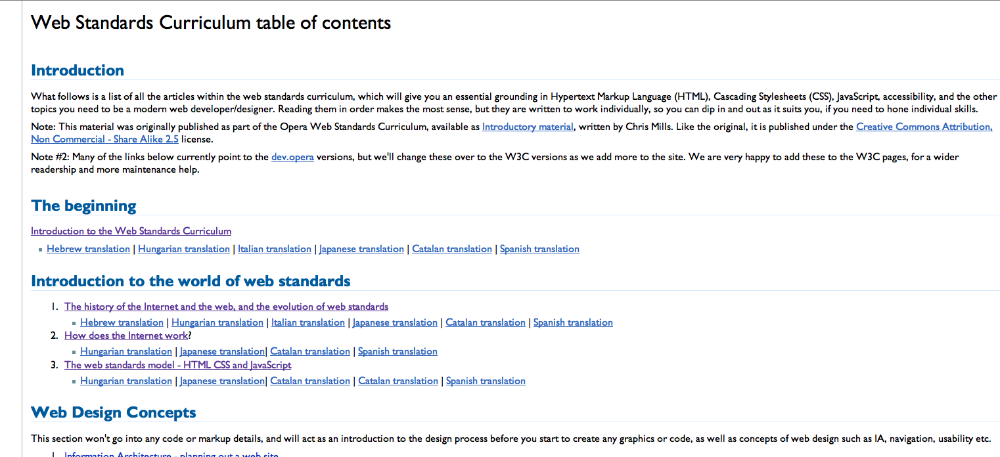 Web Standards Curriculum table of contents
Introduction
What follows is a list of all the articles within the web standards curriculum, which will give you an essential grounding in Hypertext Markup Language (HTML), Cascading Stylesheets (CSS), JavaScript, accessibility, and the other
topics you need to be a modern web developer/designer. Reading them in order makes the most sense, but they are written to work individually, so you can dip in and out as it suits you, if you need to hone individual skills.
Note: This material was originally published as part of the Opera Web Standards Curriculum, available as Introductory material, written by Chris Mills. Like the original, it is published under the Creative Commons Attribution,
Non Commercial - Share Alike 2.5 license.
Note #2: Many of the links below currently point to the dev.opera versions, but we'll change these over to the W3C versions as we add more to the site. We are very happy to add these to the W3C pages, for a wider
readership and more maintenance help.
The beginning
Introduction to the Web Standards Curriculum
Hebrew translation | Hungarian translation | Italian translation | Japanese translation | Catalan translation | Spanish translation
Introduction to the world of web standards
1. The history of the Internet and the web, and the evolution of web standards
Hebrew translation | Hungarian translation | Italian translation | Japanese translation | Catalan translation | Spanish translation
2. How does the Internet work?
Hungarian translation | Japanese translation| Catalan translation | Spanish translation
3. The web standards model - HTML CSS and JavaScript
Hungarian translation | Japanese translation| Catalan translation | Catalan translation | Spanish translation
Web Design Concepts
This section won't go into any code or markup details, and will act as an introduction to the design process before you start to create any graphics or code, as well as concepts of web design such as IA, navigation, usability etc.
1. Information Architecture - planning out a web site